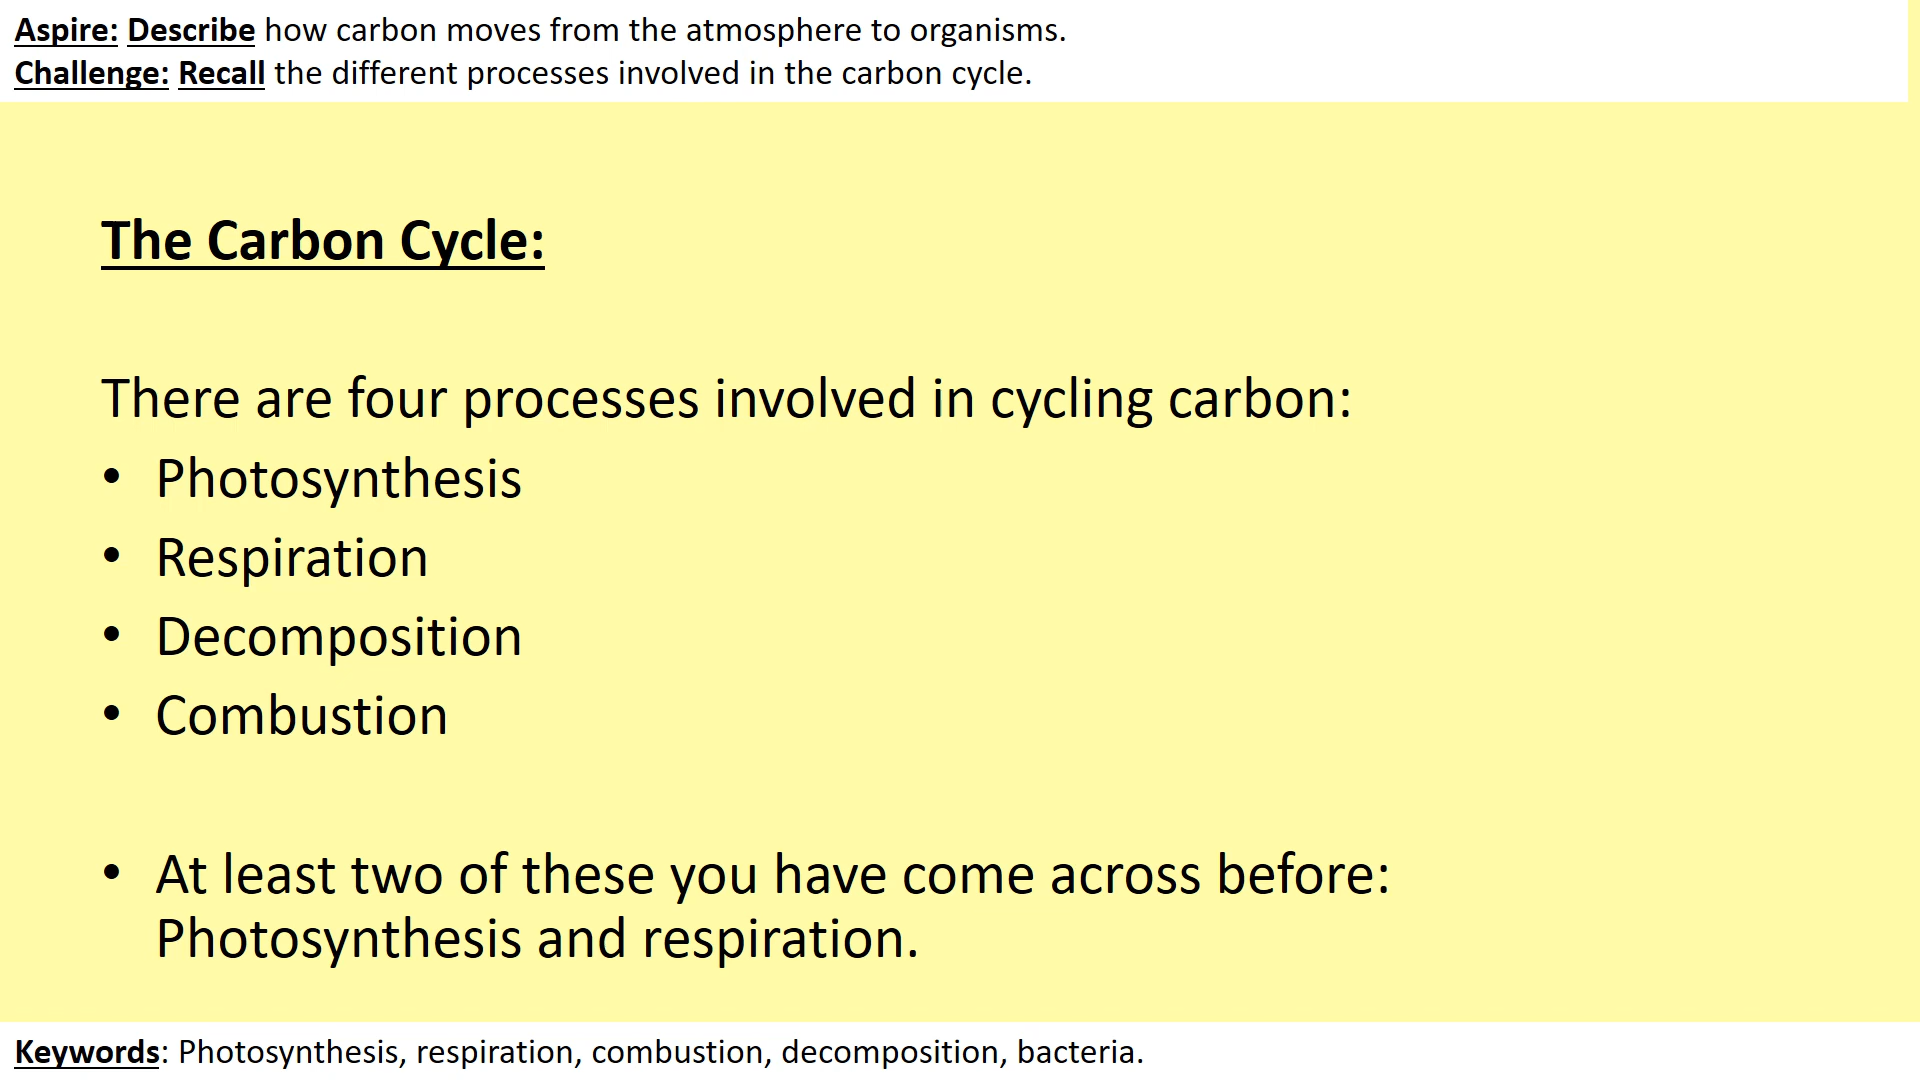 Aspire: Describe how carbon moves from the atmosphere to organisms.
Challenge: Recall the different processes involved in the carbon cycle.
The Carbon Cycle:
There are four processes involved in cycling carbon:
• Photosynthesis
• Respiration
• Decomposition
• Combustion
• At least two of these you have come across before:
Photosynthesis and respiration.
Keywords: Photosynthesis, respiration, combustion, decomposition, bacteria.